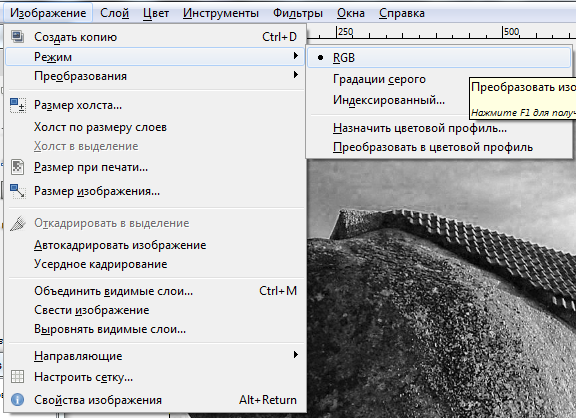 Изображение Слой Цвет Инструменты Фильтры Окна Справка
Создать копию Ctrl+D
Режим
Преобразования
Размер холста...
Холст по размеру слоев
Холст в выделение
Размер при печати...
Размер изображения...
Откадрировать в выделение
Автокадрировать изображение
Усердное кадрирование
Объединить видимые слои... Ctrl+M
Свести изображение
Выровнять видимые слои...
Направляющие
Настроить сетку...
Свойства изображения Alt+Return
250 500
RGB
Градации серого
Индексированный...
Назначить цветовой профиль...
Преобразовать в цветовой профиль
Преобразовать изо
Нажмите F1 для получ